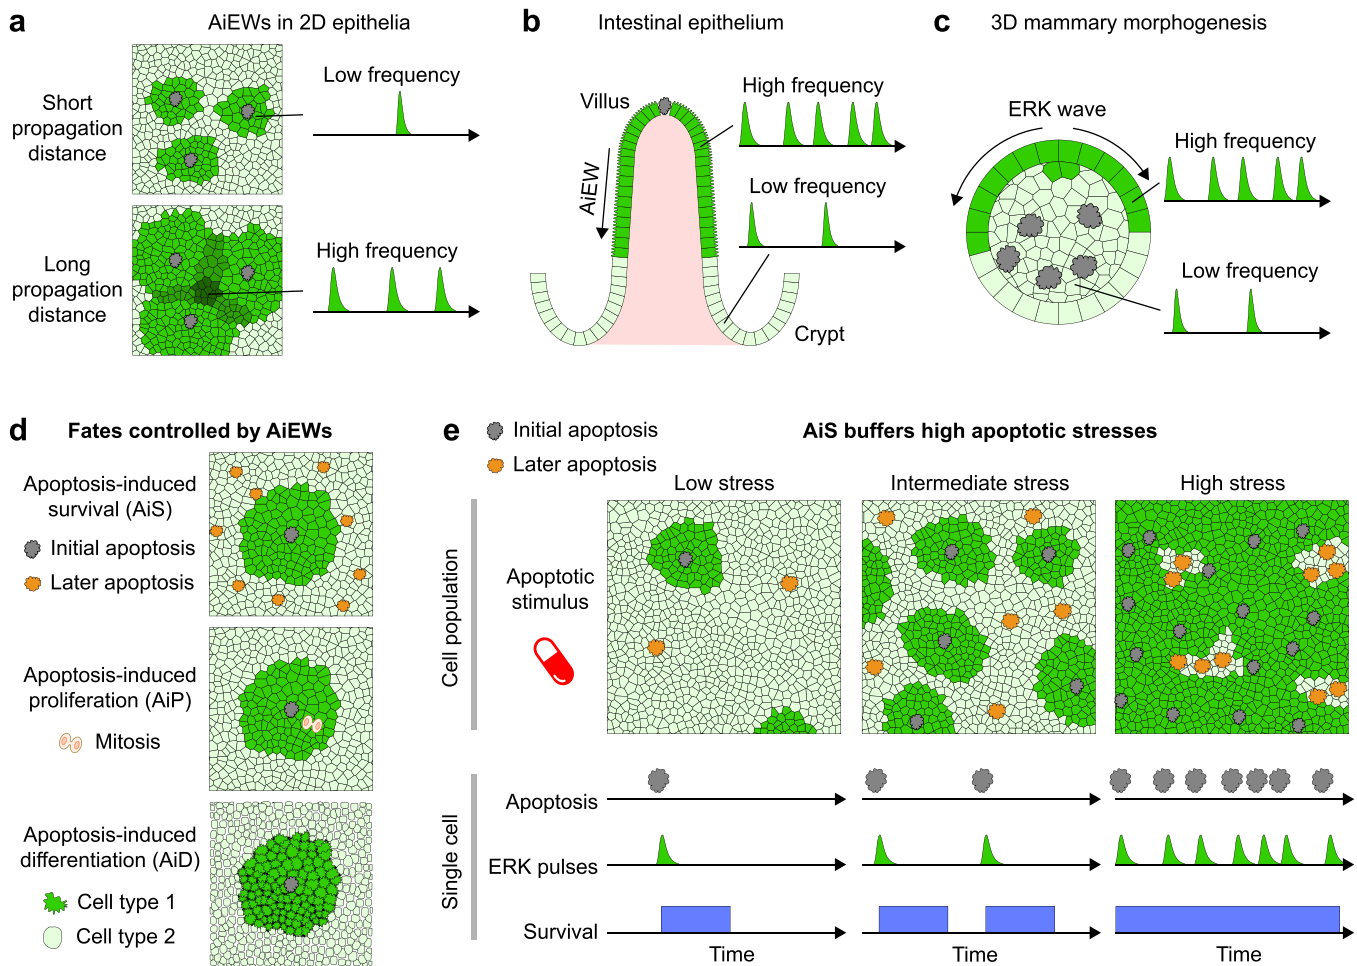 a
AiEWs in 2D epithelia
Short
propagation
distance
Low frequency
Long
propagation
distance
High frequency
b
Intestinal epithelium
Villus
AiEW
High frequency
Low frequency
Crypt
c
3D mammary morphogenesis
ERK wave
High frequency
Low frequency
d
Fates controlled by AiEWs
Apoptosis-induced
survival (AiS)
Initial apoptosis
Later apoptosis
Apoptosis-induced
proliferation (AiP)
Mitosis
Apoptosis-induced
differentiation (AiD)
Cell type 1
Cell type 2
e
Initial apoptosis
Later apoptosis
AiS buffers high apoptotic stresses
Low stress
Intermediate stress
High stress
Cell population
Apoptotic
stimulus
Single cell
Apoptosis
ERK pulses
Survival
Time
Time
Time